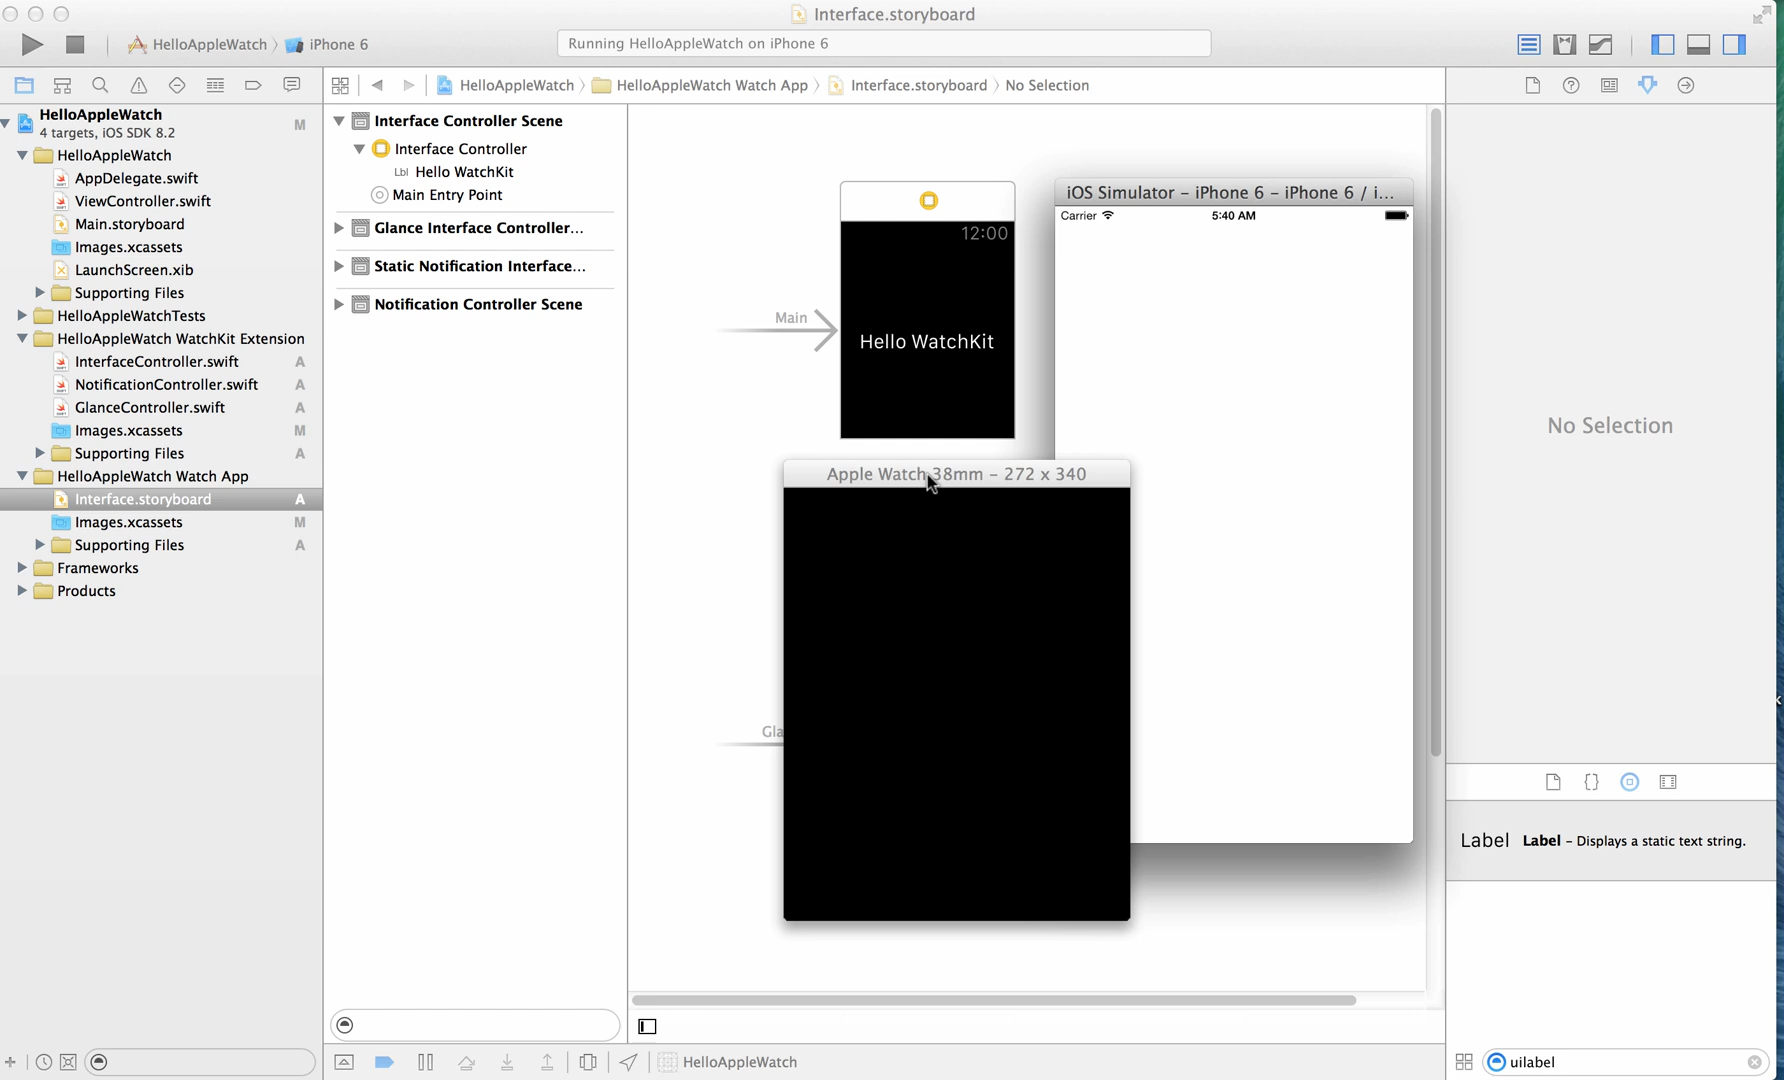 Interface.storyboard
HelloAppleWatch
iPhone 6
Running HelloAppleWatch on iPhone 6
HelloAppleWatch
HelloAppleWatch Watch App
Interface.storyboard
No Selection
HelloAppleWatch
4 targets, iOS SDK 8.2
M
HelloAppleWatch
AppDelegate.swift
ViewController.swift
Main.storyboard
Images.xcassets
LaunchScreen.xib
Supporting Files
HelloAppleWatchTests
HelloAppleWatch WatchKit Extension
InterfaceController.swift A
NotificationController.swift A
GlanceController.swift A
Images.xcassets M
Supporting Files A
HelloAppleWatch Watch App
Interface.storyboard A
Images.xcassets M
Supporting Files A
Frameworks
Products
Interface Controller Scene
Interface Controller
Lbl Hello WatchKit
Main Entry Point
Glance Interface Controller...
Static Notification Interface...
Notification Controller Scene
12:00
Main
Hello WatchKit
iOS Simulator – iPhone 6 – iPhone 6 / i...
Carrier
5:40 AM
Apple Watch 38mm – 272 x 340
Gla
No Selection
Label
Label – Displays a static text string.
HelloAppleWatch
uilabel